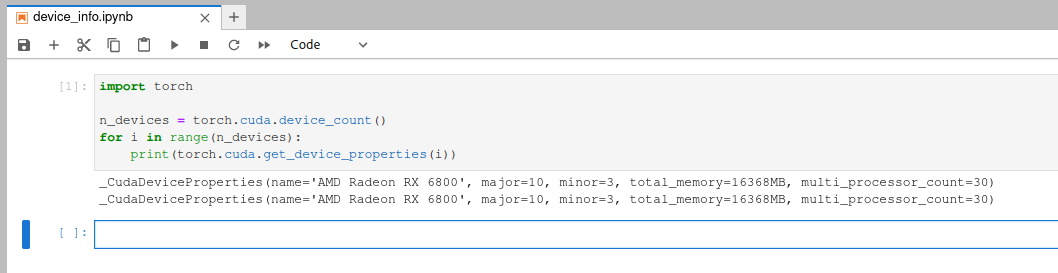 device_info.ipynb
Code
[1]:
import torch
n_devices = torch.cuda.device_count()
for i in range(n_devices):
    print(torch.cuda.get_device_properties(i))
_CudaDeviceProperties(name='AMD Radeon RX 6800', major=10, minor=3, total_memory=16368MB, multi_processor_count=30)
_CudaDeviceProperties(name='AMD Radeon RX 6800', major=10, minor=3, total_memory=16368MB, multi_processor_count=30)
[ ]: